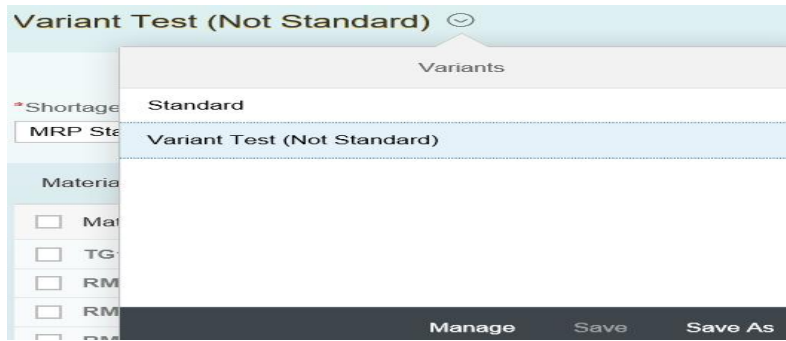 Variant Test (Not Standard)
Variants
*Shortage
Standard
MRP Sta
Variant Test (Not Standard)
Materia
Mat
TG
RM
RM
RM
Manage Save Save As